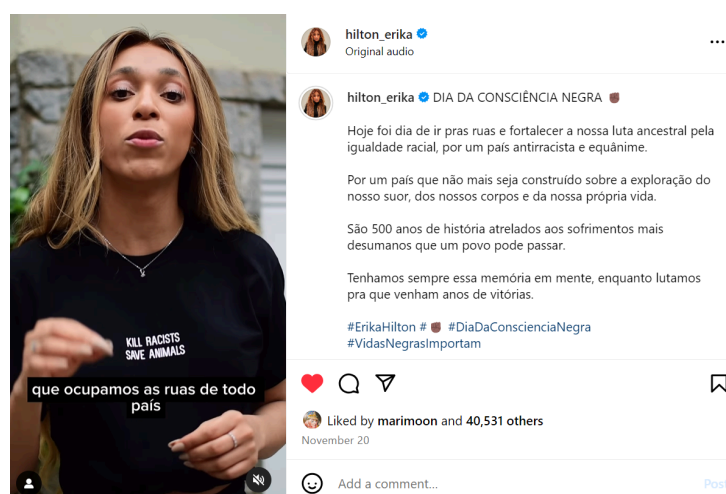 hilton_erika
Original audio
hilton_erika DIA DA CONSCIÊNCIA NEGRA ✊🏿
Hoje foi dia de ir pras ruas e fortalecer a nossa luta ancestral pela
igualdade racial, por um país antirracista e equânime.
Por um país que não mais seja construído sobre a exploração do
nosso suor, dos nossos corpos e da nossa própria vida.
São 500 anos de história atrelados aos sofrimentos mais
desumanos que um povo pode passar.
Tenhamos sempre essa memória em mente, enquanto lutamos
pra que venham anos de vitórias.
#ErikaHilton #✊🏿 #DiaDaConscienciaNegra
#VidasNegrasImportam
KILL RACISTS
SAVE ANIMALS
que ocupamos as ruas de todo
país
Liked by marimoon and 40,531 others
November 20
Add a comment...
Post